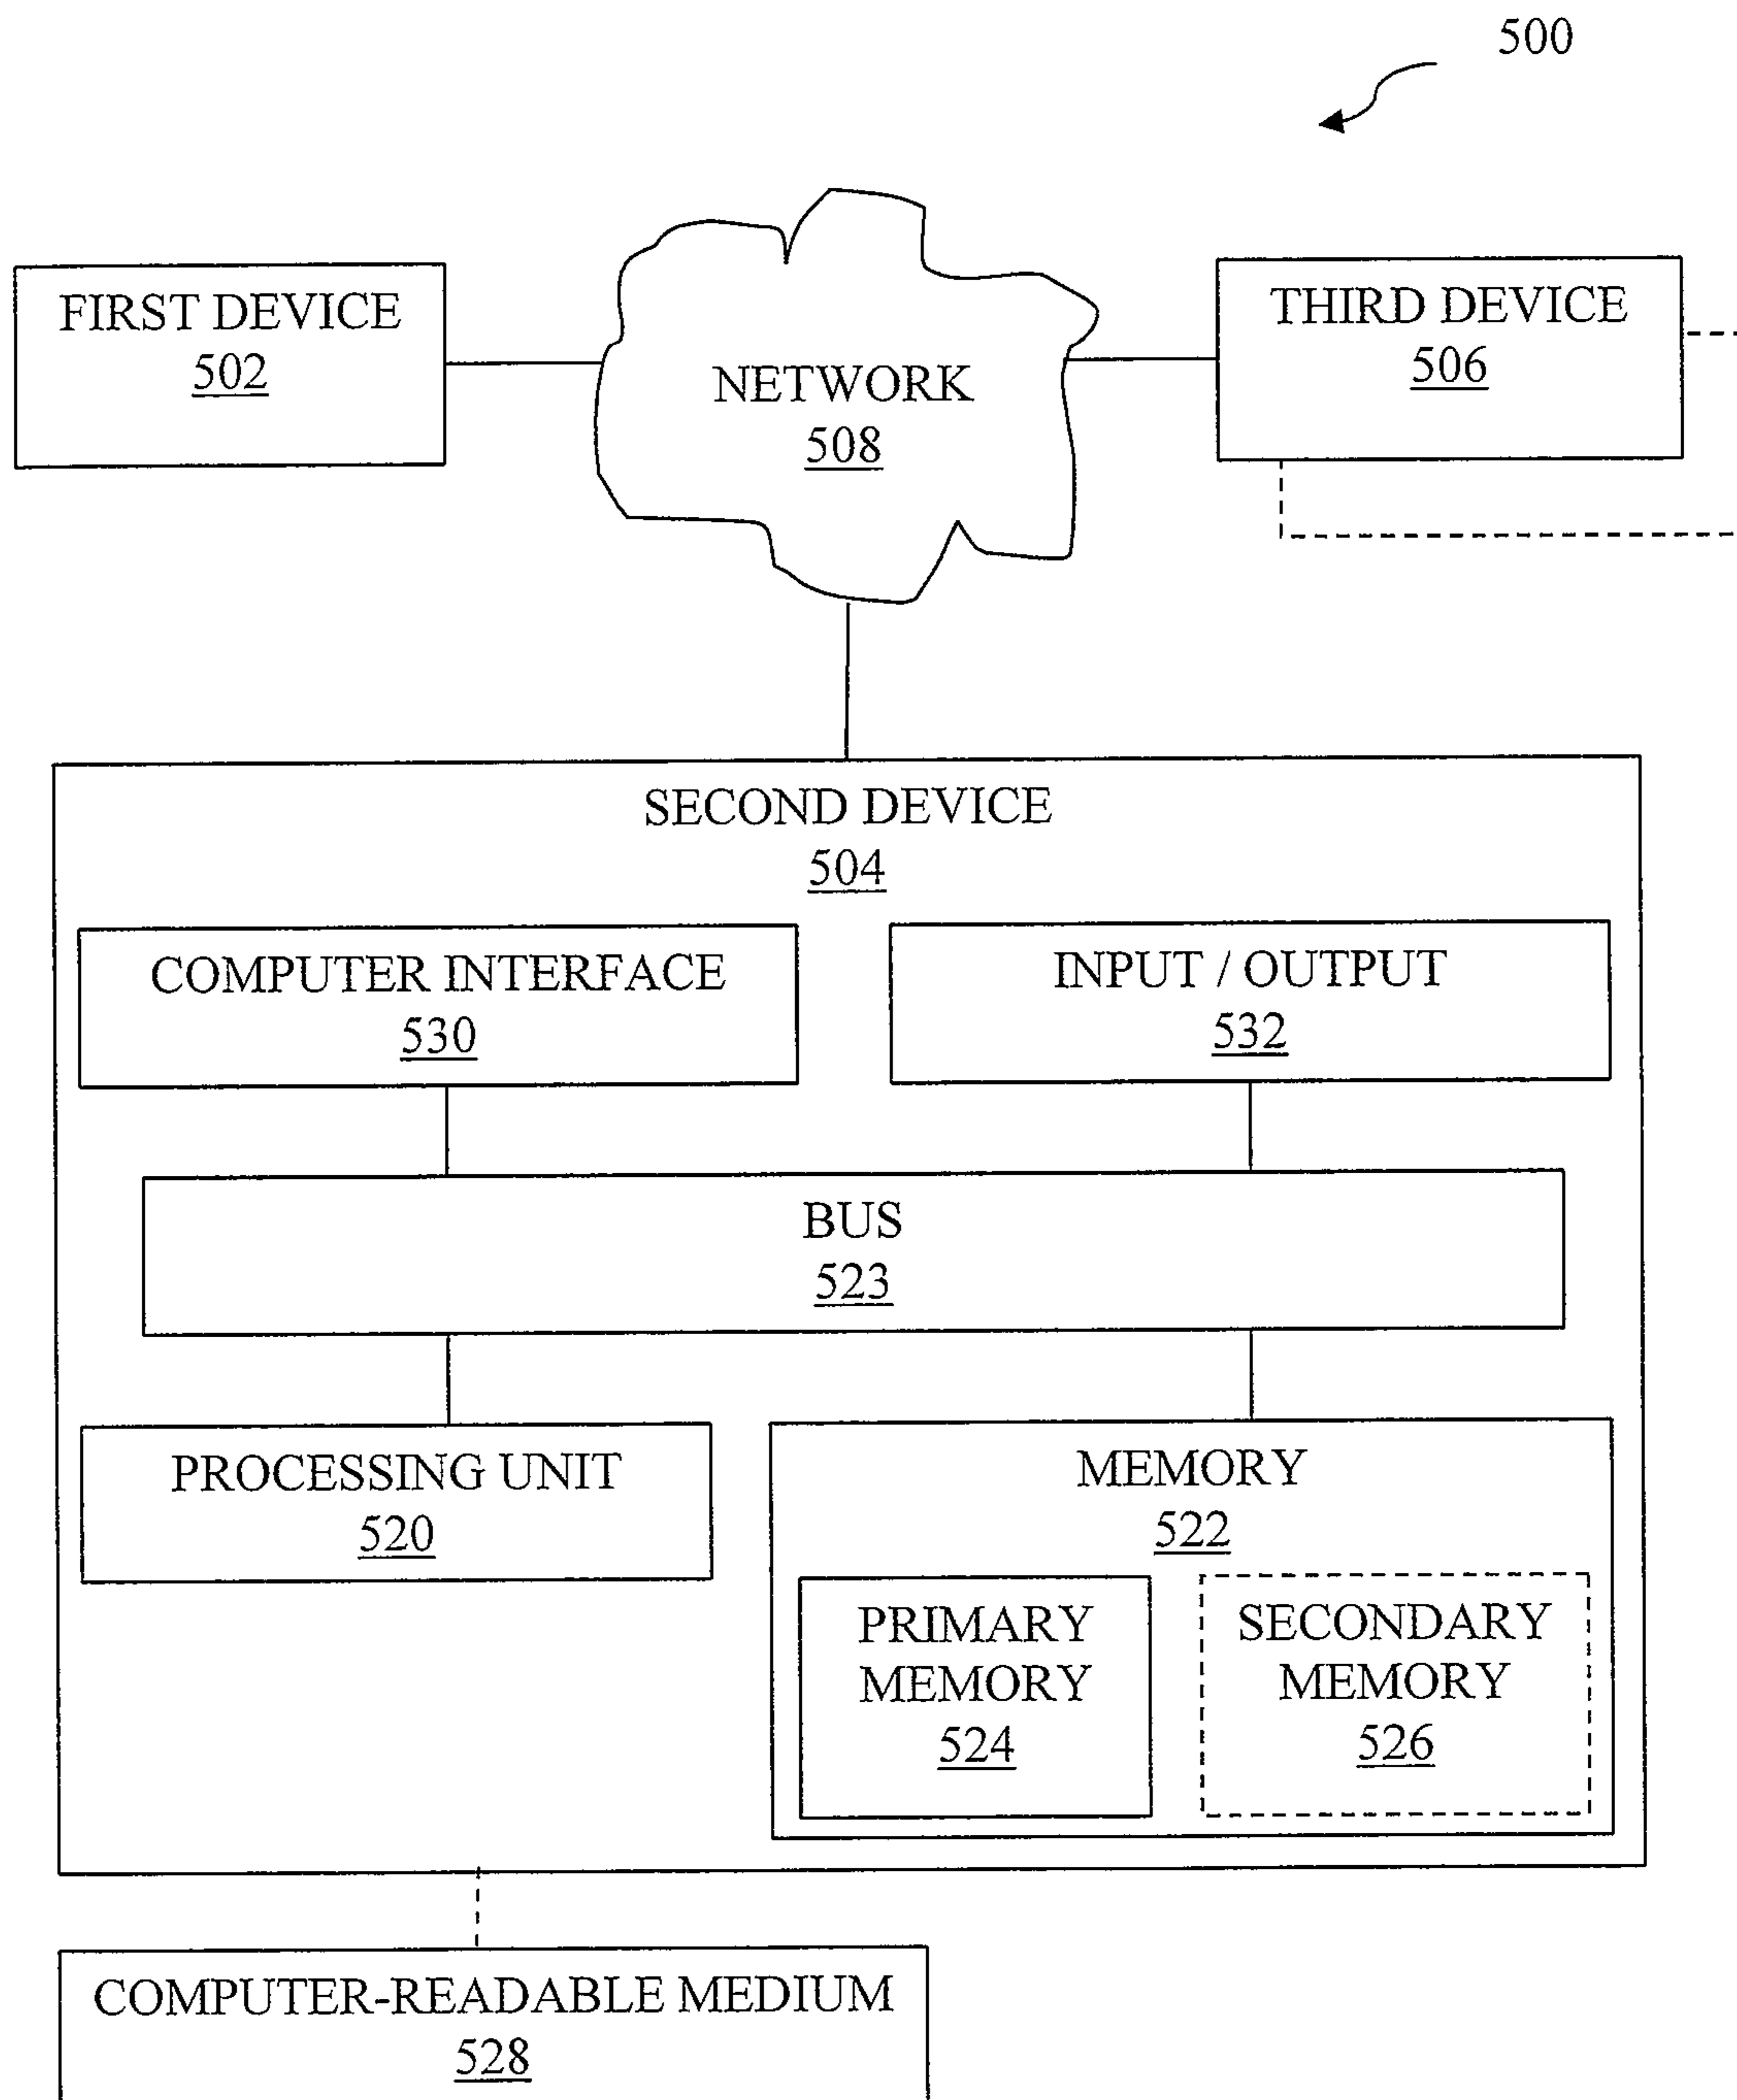 500
FIRST DEVICE
502
NETWORK
508
THIRD DEVICE
506
SECOND DEVICE
504
COMPUTER INTERFACE
530
INPUT / OUTPUT
532
BUS
523
PROCESSING UNIT
520
MEMORY
522
PRIMARY
MEMORY
524
SECONDARY
MEMORY
526
COMPUTER-READABLE MEDIUM
528